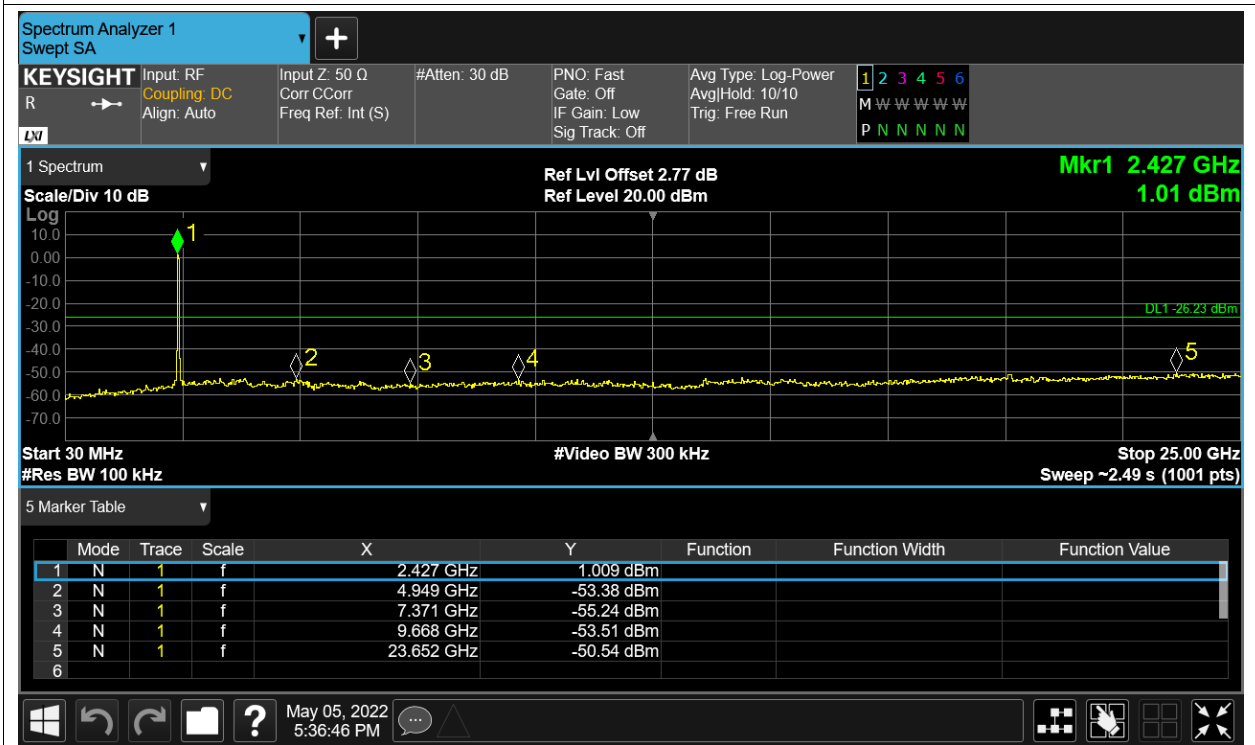 Spectrum Analyzer 1
Swept SA
+
KEYSIGHT Input: RF Input Z: 50 Ω #Atten: 30 dB PNO: Fast Avg Type: Log-Power 1 2 3 4 5 6
R Coupling: DC Corr CCorr Gate: Off Avg|Hold: 10/10 M W W W W W
Align: Auto Freq Ref: Int (S) IF Gain: Low Trig: Free Run
LXI Sig Track: Off P N N N N N
1 Spectrum Ref Lvl Offset 2.77 dB Mkr1 2.427 GHz
Scale/Div 10 dB Ref Level 20.00 dBm 1.01 dBm
Log
10.0 1
0.00
-10.0
-20.0 DL1 -26.23 dBm
-30.0
-40.0 2 3 4 5
-50.0
-60.0
-70.0
Start 30 MHz #Video BW 300 kHz Stop 25.00 GHz
#Res BW 100 kHz Sweep ~2.49 s (1001 pts)
5 Marker Table
Mode Trace Scale X Y Function Function Width Function Value
1 N 1 f 2.427 GHz 1.009 dBm
2 N 1 f 4.949 GHz -53.38 dBm
3 N 1 f 7.371 GHz -55.24 dBm
4 N 1 f 9.668 GHz -53.51 dBm
5 N 1 f 23.652 GHz -50.54 dBm
6
? May 05, 2022
5:36:46 PM